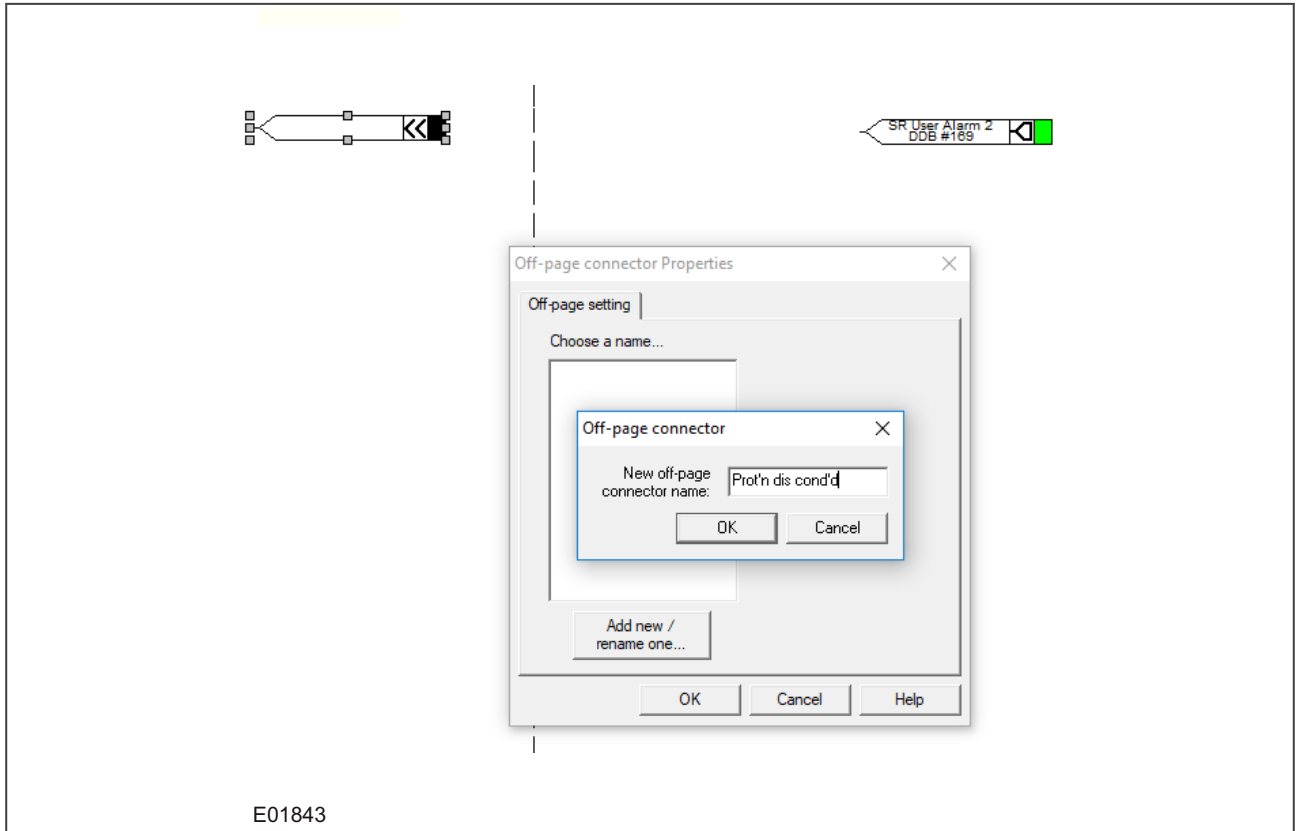 SR User Alarm 2
DDB #169
Off-page connector Properties
Off-page setting
Choose a name...
Off-page connector
New off-page
connector name:
Prot'n dis cond'd
OK
Cancel
Add new /
rename one...
OK
Cancel
Help
E01843